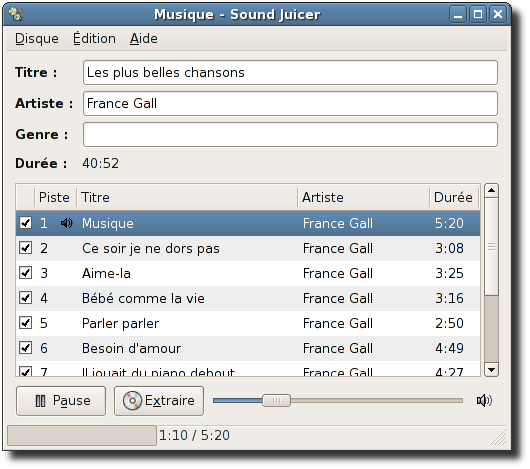 Musique - Sound Juicer
Disque Édition Aide
Titre : Les plus belles chansons
Artiste : France Gall
Genre :
Durée : 40:52
Piste Titre Artiste Durée
1 Musique France Gall 5:20
2 Ce soir je ne dors pas France Gall 3:08
3 Aime-la France Gall 3:25
4 Bébé comme la vie France Gall 3:16
5 Parler parler France Gall 2:50
6 Besoin d'amour France Gall 4:49
7 Il jouait du piano debout France Gall 4:27
Pause Extraire
1:10 / 5:20